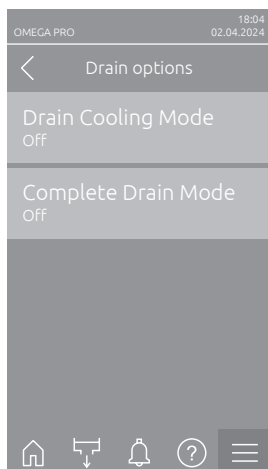 18:04
OMEGA PRO 02.04.2024
Drain options
Drain Cooling Mode
Off
Complete Drain Mode
Off
?